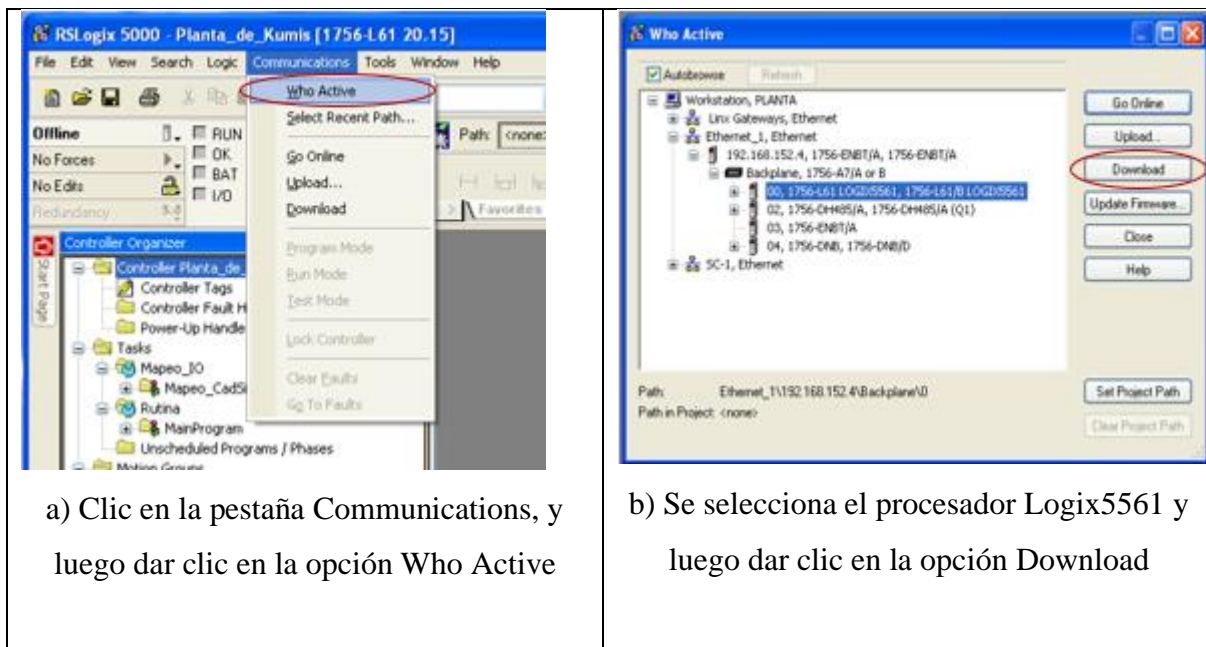 RSLogix 5000 - Planta_de_Kumis [1756-L61 20.15]
File Edit View Search Logic Communications Tools Window Help
Who Active
Select Recent Path...
Go Online
Upload...
Download
Program Mode
Run Mode
Test Mode
Lock Controller
Clear Faults
Go To Faults
Offline
RUN
No Forces
OK
No Edits
BAT
Redundancy
I/O
Path: <none>
Favorites
Start Page
Controller Organizer
Controller Planta_de_
Controller Tags
Controller Fault H
Power-Up Handle
Tasks
Mapeo_IO
Mapeo_CadSi
Rutina
MainProgram
Unscheduled Programs / Phases
Motion Groups
a) Clic en la pestaña Communications, y
luego dar clic en la opción Who Active
Who Active
Autobrowse Refresh
Workstation, PLANTA
Linx Gateways, Ethernet
Ethernet_1, Ethernet
192.168.152.4, 1756-ENBT/A, 1756-ENBT/A
Backplane, 1756-A7/A or B
00, 1756-L61 LOGIX5561, 1756-L61/B LOGIX5561
02, 1756-DH485/A, 1756-DH485/A (Q1)
03, 1756-ENBT/A
04, 1756-DNB, 1756-DNB/D
SC-1, Ethernet
Go Online
Upload...
Download
Update Firmware...
Close
Help
Path: Ethernet_1\192.168.152.4\Backplane\0
Path in Project: <none>
Set Project Path
Clear Project Path
b) Se selecciona el procesador Logix5561 y
luego dar clic en la opción Download